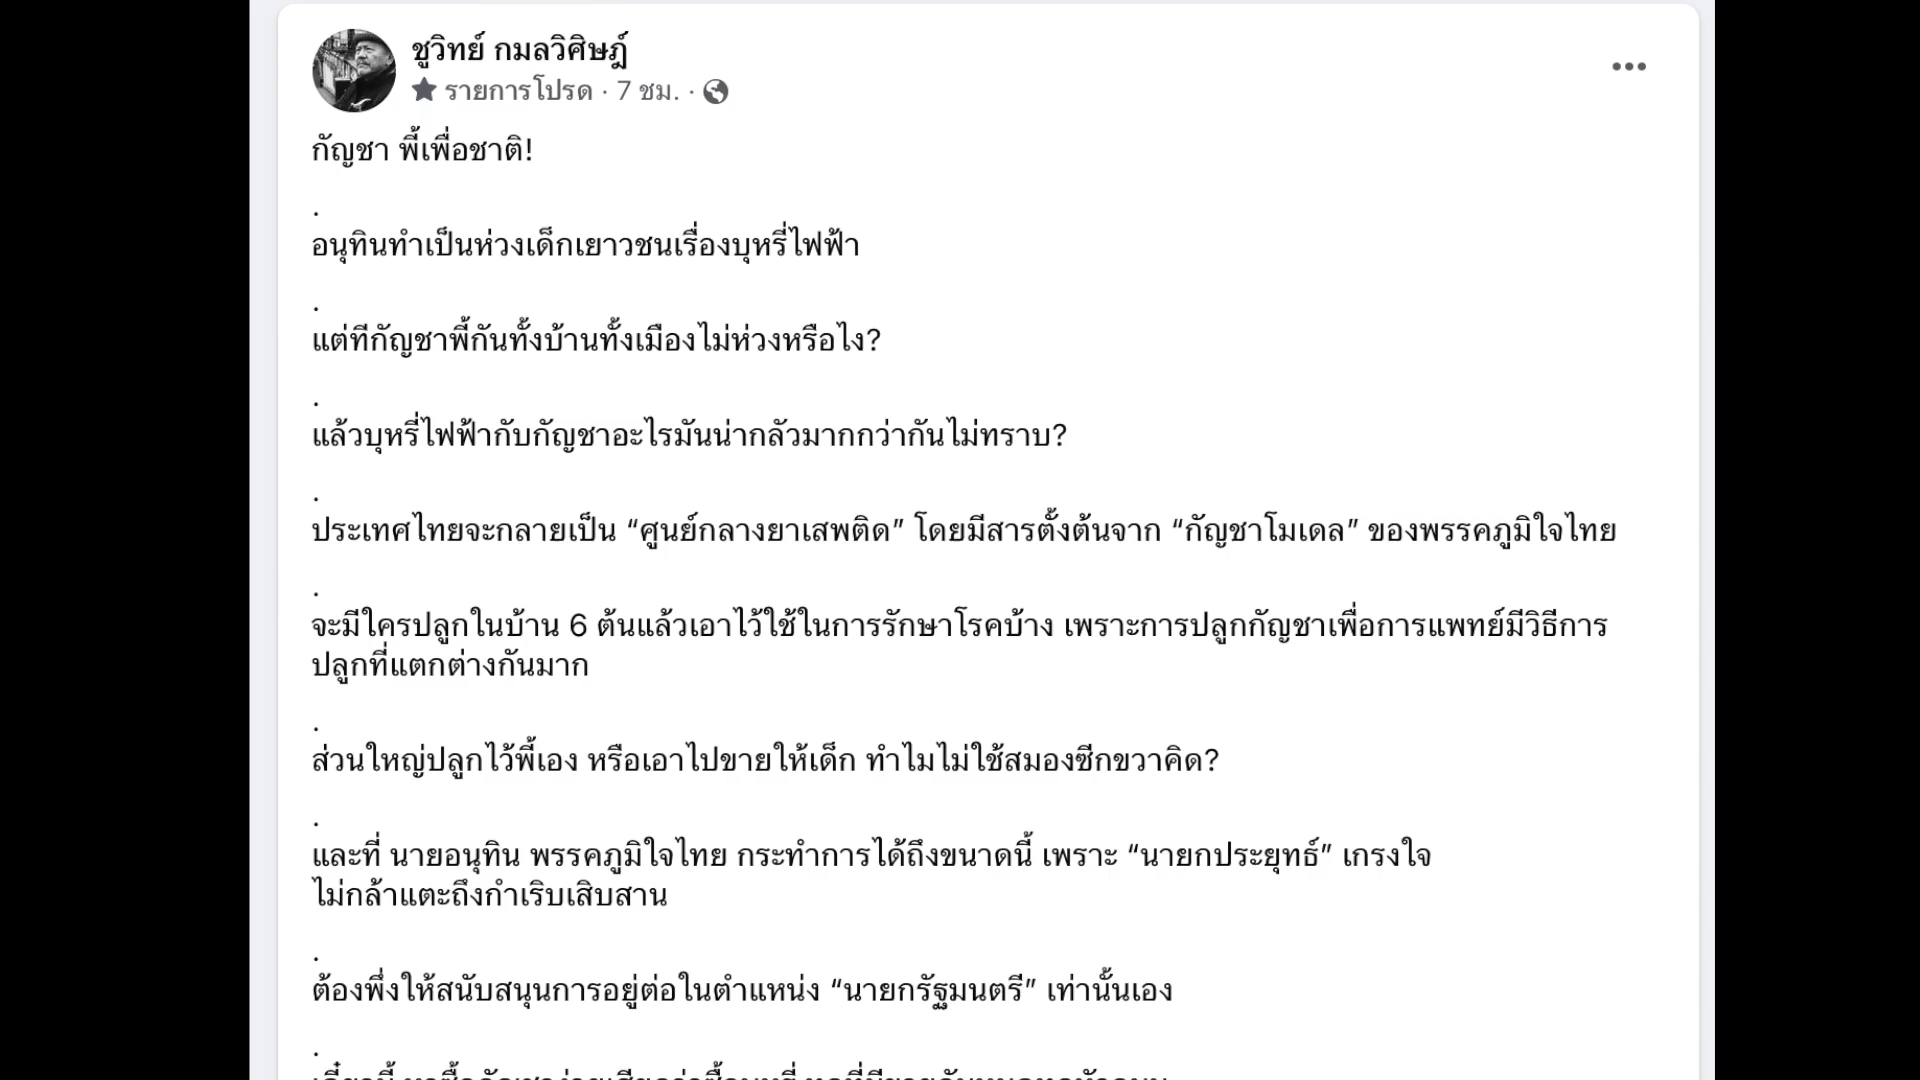 ชูวิทย์ กมลวิศิษฎ์
รายการโปรด · 7 ชม. ·
กัญชา พี้เพื่อชาติ!
.
อนุทินทำเป็นห่วงเด็กเยาวชนเรื่องบุหรี่ไฟฟ้า
.
แต่ทีกัญชาพี้กันทั้งบ้านทั้งเมืองไม่ห่วงหรือไง?
.
แล้วบุหรี่ไฟฟ้ากับกัญชาอะไรมันน่ากลัวมากกว่ากันไม่ทราบ?
.
ประเทศไทยจะกลายเป็น “ศูนย์กลางยาเสพติด” โดยมีสารตั้งต้นจาก “กัญชาโมเดล” ของพรรคภูมิใจไทย
.
จะมีใครปลูกในบ้าน 6 ต้นแล้วเอาไว้ใช้ในการรักษาโรคบ้าง เพราะการปลูกกัญชาเพื่อการแพทย์มีวิธีการ
ปลูกที่แตกต่างกันมาก
.
ส่วนใหญ่ปลูกไว้พี้เอง หรือเอาไปขายให้เด็ก ทำไมไม่ใช้สมองซีกขวาคิด?
.
และที่ นายอนุทิน พรรคภูมิใจไทย กระทำการได้ถึงขนาดนี้ เพราะ “นายกประยุทธ์” เกรงใจ
ไม่กล้าแตะถึงกำเริบเสิบสาน
.
ต้องพึ่งให้สนับสนุนการอยู่ต่อในตำแหน่ง “นายกรัฐมนตรี” เท่านั้นเอง
.